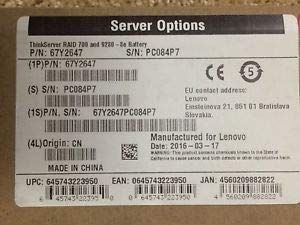 Server Options
ThinkServer RAID 700 and 9280-8e Battery
P/N: 67Y2647 S/N: PC084P7
(1P)P/N: 67Y2647
(S) S/N: PC084P7
(1S)P/N S/N: 67Y2647PC084P7
(4L)Origin: CN
MADE IN CHINA
CE
5
EU contact address:
Lenovo
Einsteinova 21, 851 01 Bratislava
Slovakia.
Manufactured for Lenovo
Date: 2016-03-17
UPC: 645743223950 EAN: 0645743223950 JAN: 4560209882822